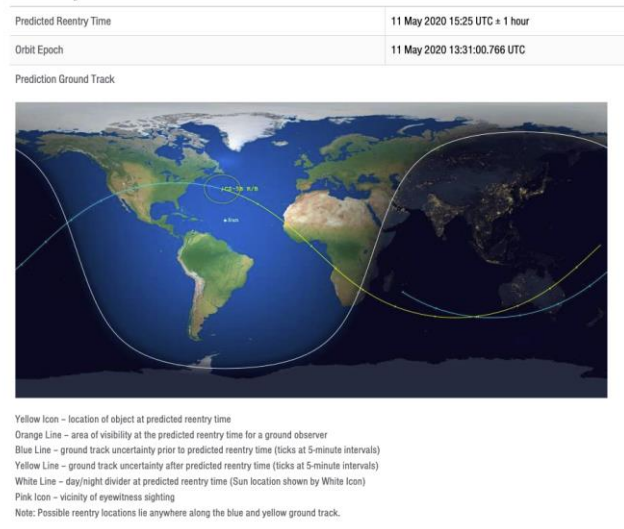 Predicted Reentry Time 11 May 2020 15:25 UTC ± 1 hour
Orbit Epoch 11 May 2020 13:31:00.766 UTC
Prediction Ground Track
CZ-5B R/B
Sun
Yellow Icon – location of object at predicted reentry time
Orange Line – area of visibility at the predicted reentry time for a ground observer
Blue Line – ground track uncertainty prior to predicted reentry time (ticks at 5-minute intervals)
Yellow Line – ground track uncertainty after predicted reentry time (ticks at 5-minute intervals)
White Line – day/night divider at predicted reentry time (Sun location shown by White Icon)
Pink Icon – vicinity of eyewitness sighting
Note: Possible reentry locations lie anywhere along the blue and yellow ground track.